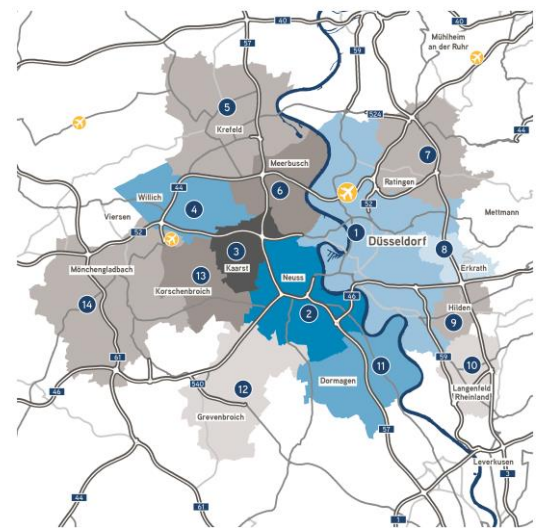 40
57
59
40
Mühlheim
an der Ruhr
5
Krefeld
524
44
7
Ratingen
Meerbusch
Willich
44
6
52
Mettmann
Viersen
4
52
3
Kaarst
1
Düsseldorf
8
Erkrath
Mönchengladbach
13
Korschenbroich
Neuss
46
14
2
Hilden
9
61
59
10
Langenfeld
/Rheinland
11
Dormagen
12
540
46
Grevenbroich
57
Leverkusen
3
44
61
1